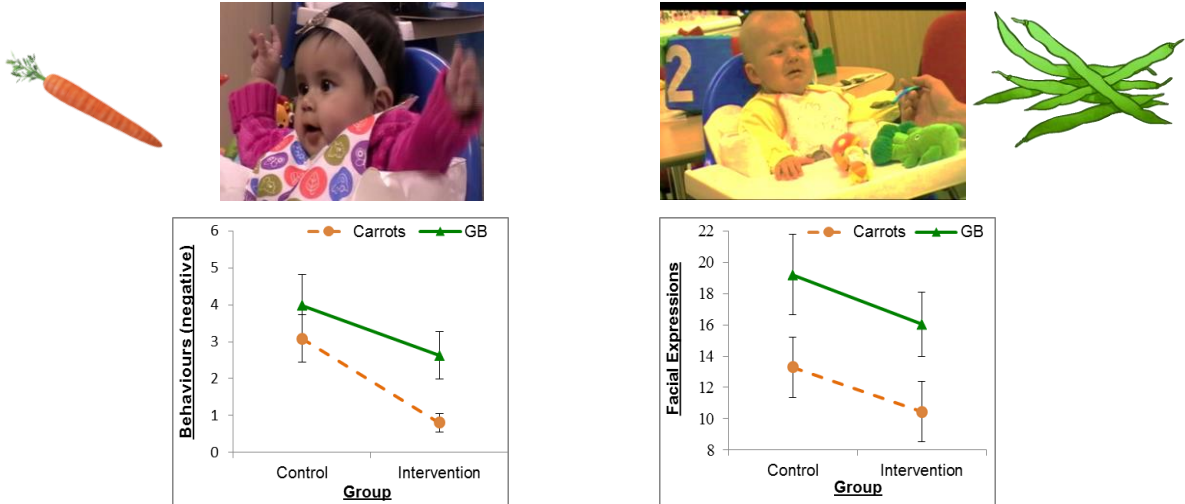 2
Carrots GB
Behaviours (negative)
6
5
4
3
2
1
0
Control Intervention
Group
Carrots GB
Facial Expressions
22
20
18
16
14
12
10
8
Control Intervention
Group